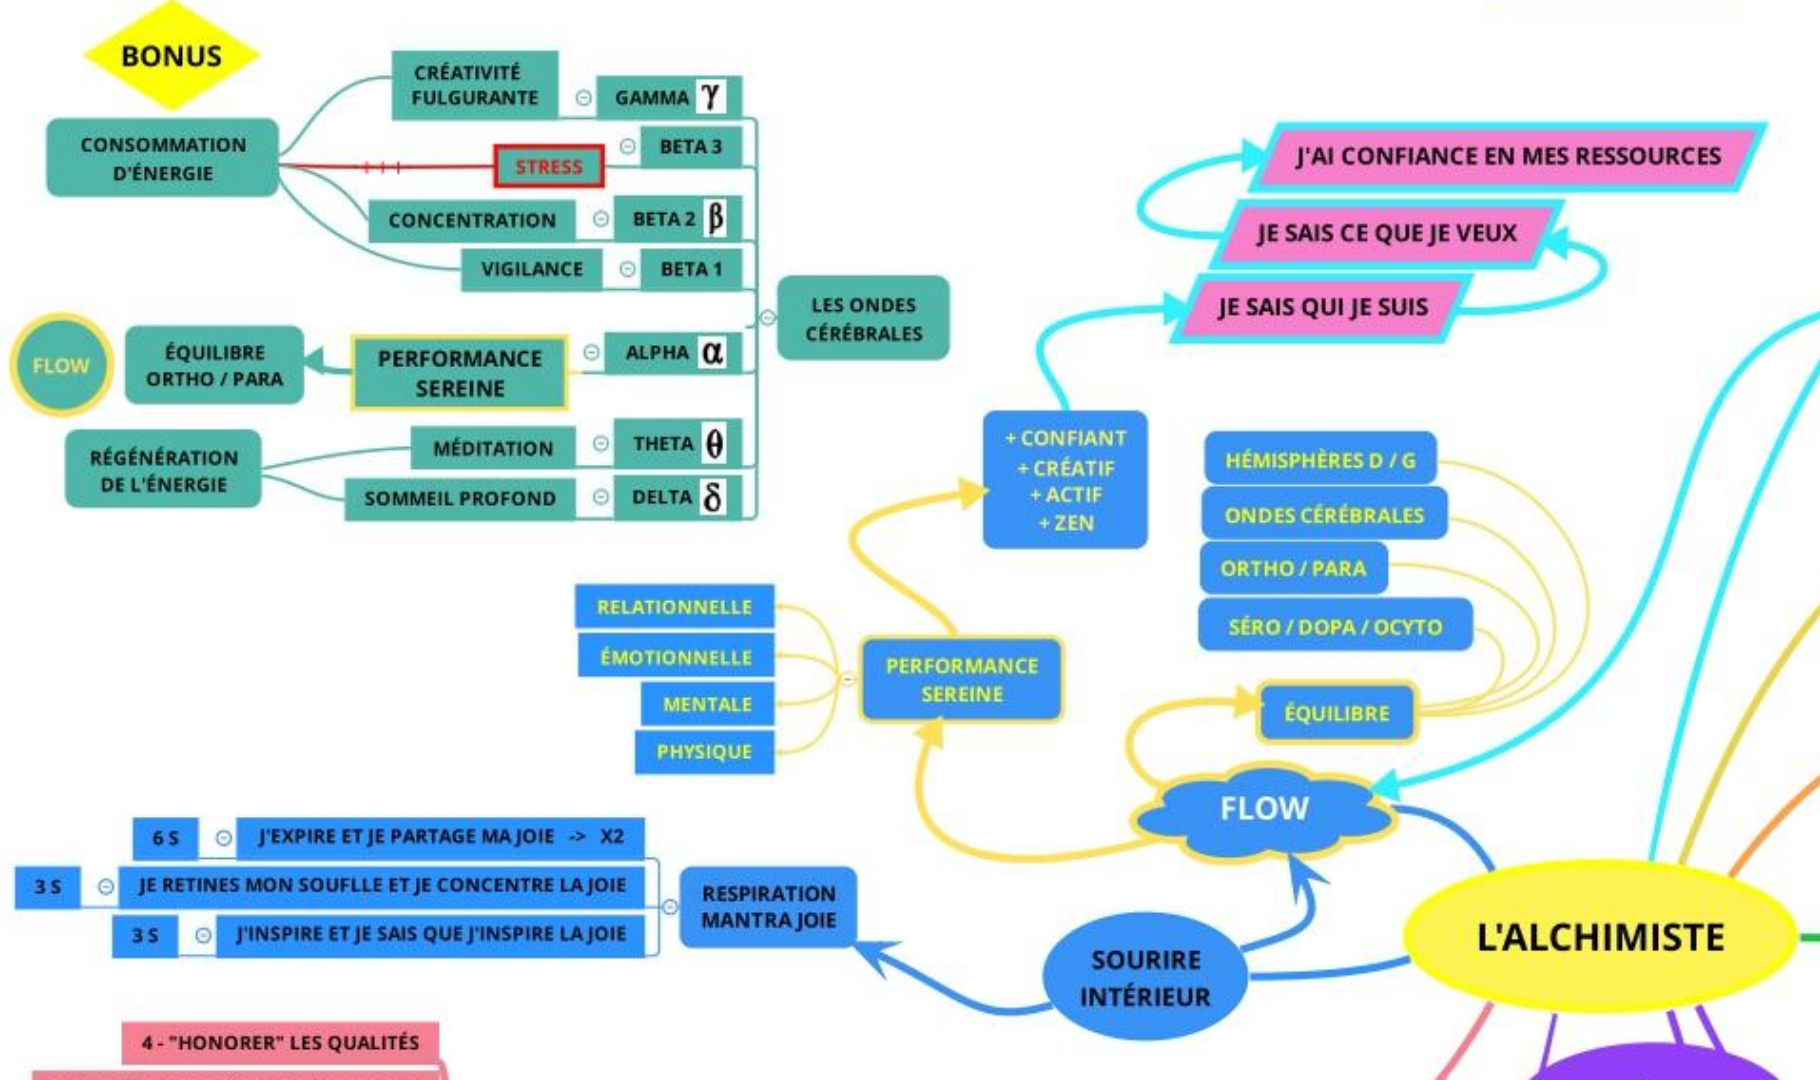 BONUS
CONSOMMATION
D'ÉNERGIE
CRÉATIVITÉ
FULGURANTE
GAMMA γ
STRESS
BETA 3
CONCENTRATION
BETA 2 β
VIGILANCE
BETA 1
LES ONDES
CÉRÉBRALES
FLOW
ÉQUILIBRE
ORTHO / PARA
PERFORMANCE
SEREINE
ALPHA α
RÉGÉNÉRATION
DE L'ÉNERGIE
MÉDITATION
THETA θ
SOMMEIL PROFOND
DELTA δ
J'AI CONFIANCE EN MES RESSOURCES
JE SAIS CE QUE JE VEUX
JE SAIS QUI JE SUIS
+ CONFIANT
+ CRÉATIF
+ ACTIF
+ ZEN
HÉMISPHÈRES D / G
ONDES CÉRÉBRALES
ORTHO / PARA
SÉRO / DOPA / OCYTO
ÉQUILIBRE
RELATIONNELLE
ÉMOTIONNELLE
MENTALE
PHYSIQUE
PERFORMANCE
SEREINE
FLOW
6 S
J'EXPIRE ET JE PARTAGE MA JOIE -> X2
3 S
JE RETINES MON SOUFLLE ET JE CONCENTRE LA JOIE
3 S
J'INSPIRE ET JE SAIS QUE J'INSPIRE LA JOIE
RESPIRATION
MANTRA JOIE
SOURIRE
INTÉRIEUR
L'ALCHIMISTE
4 - "HONORER" LES QUALITÉS